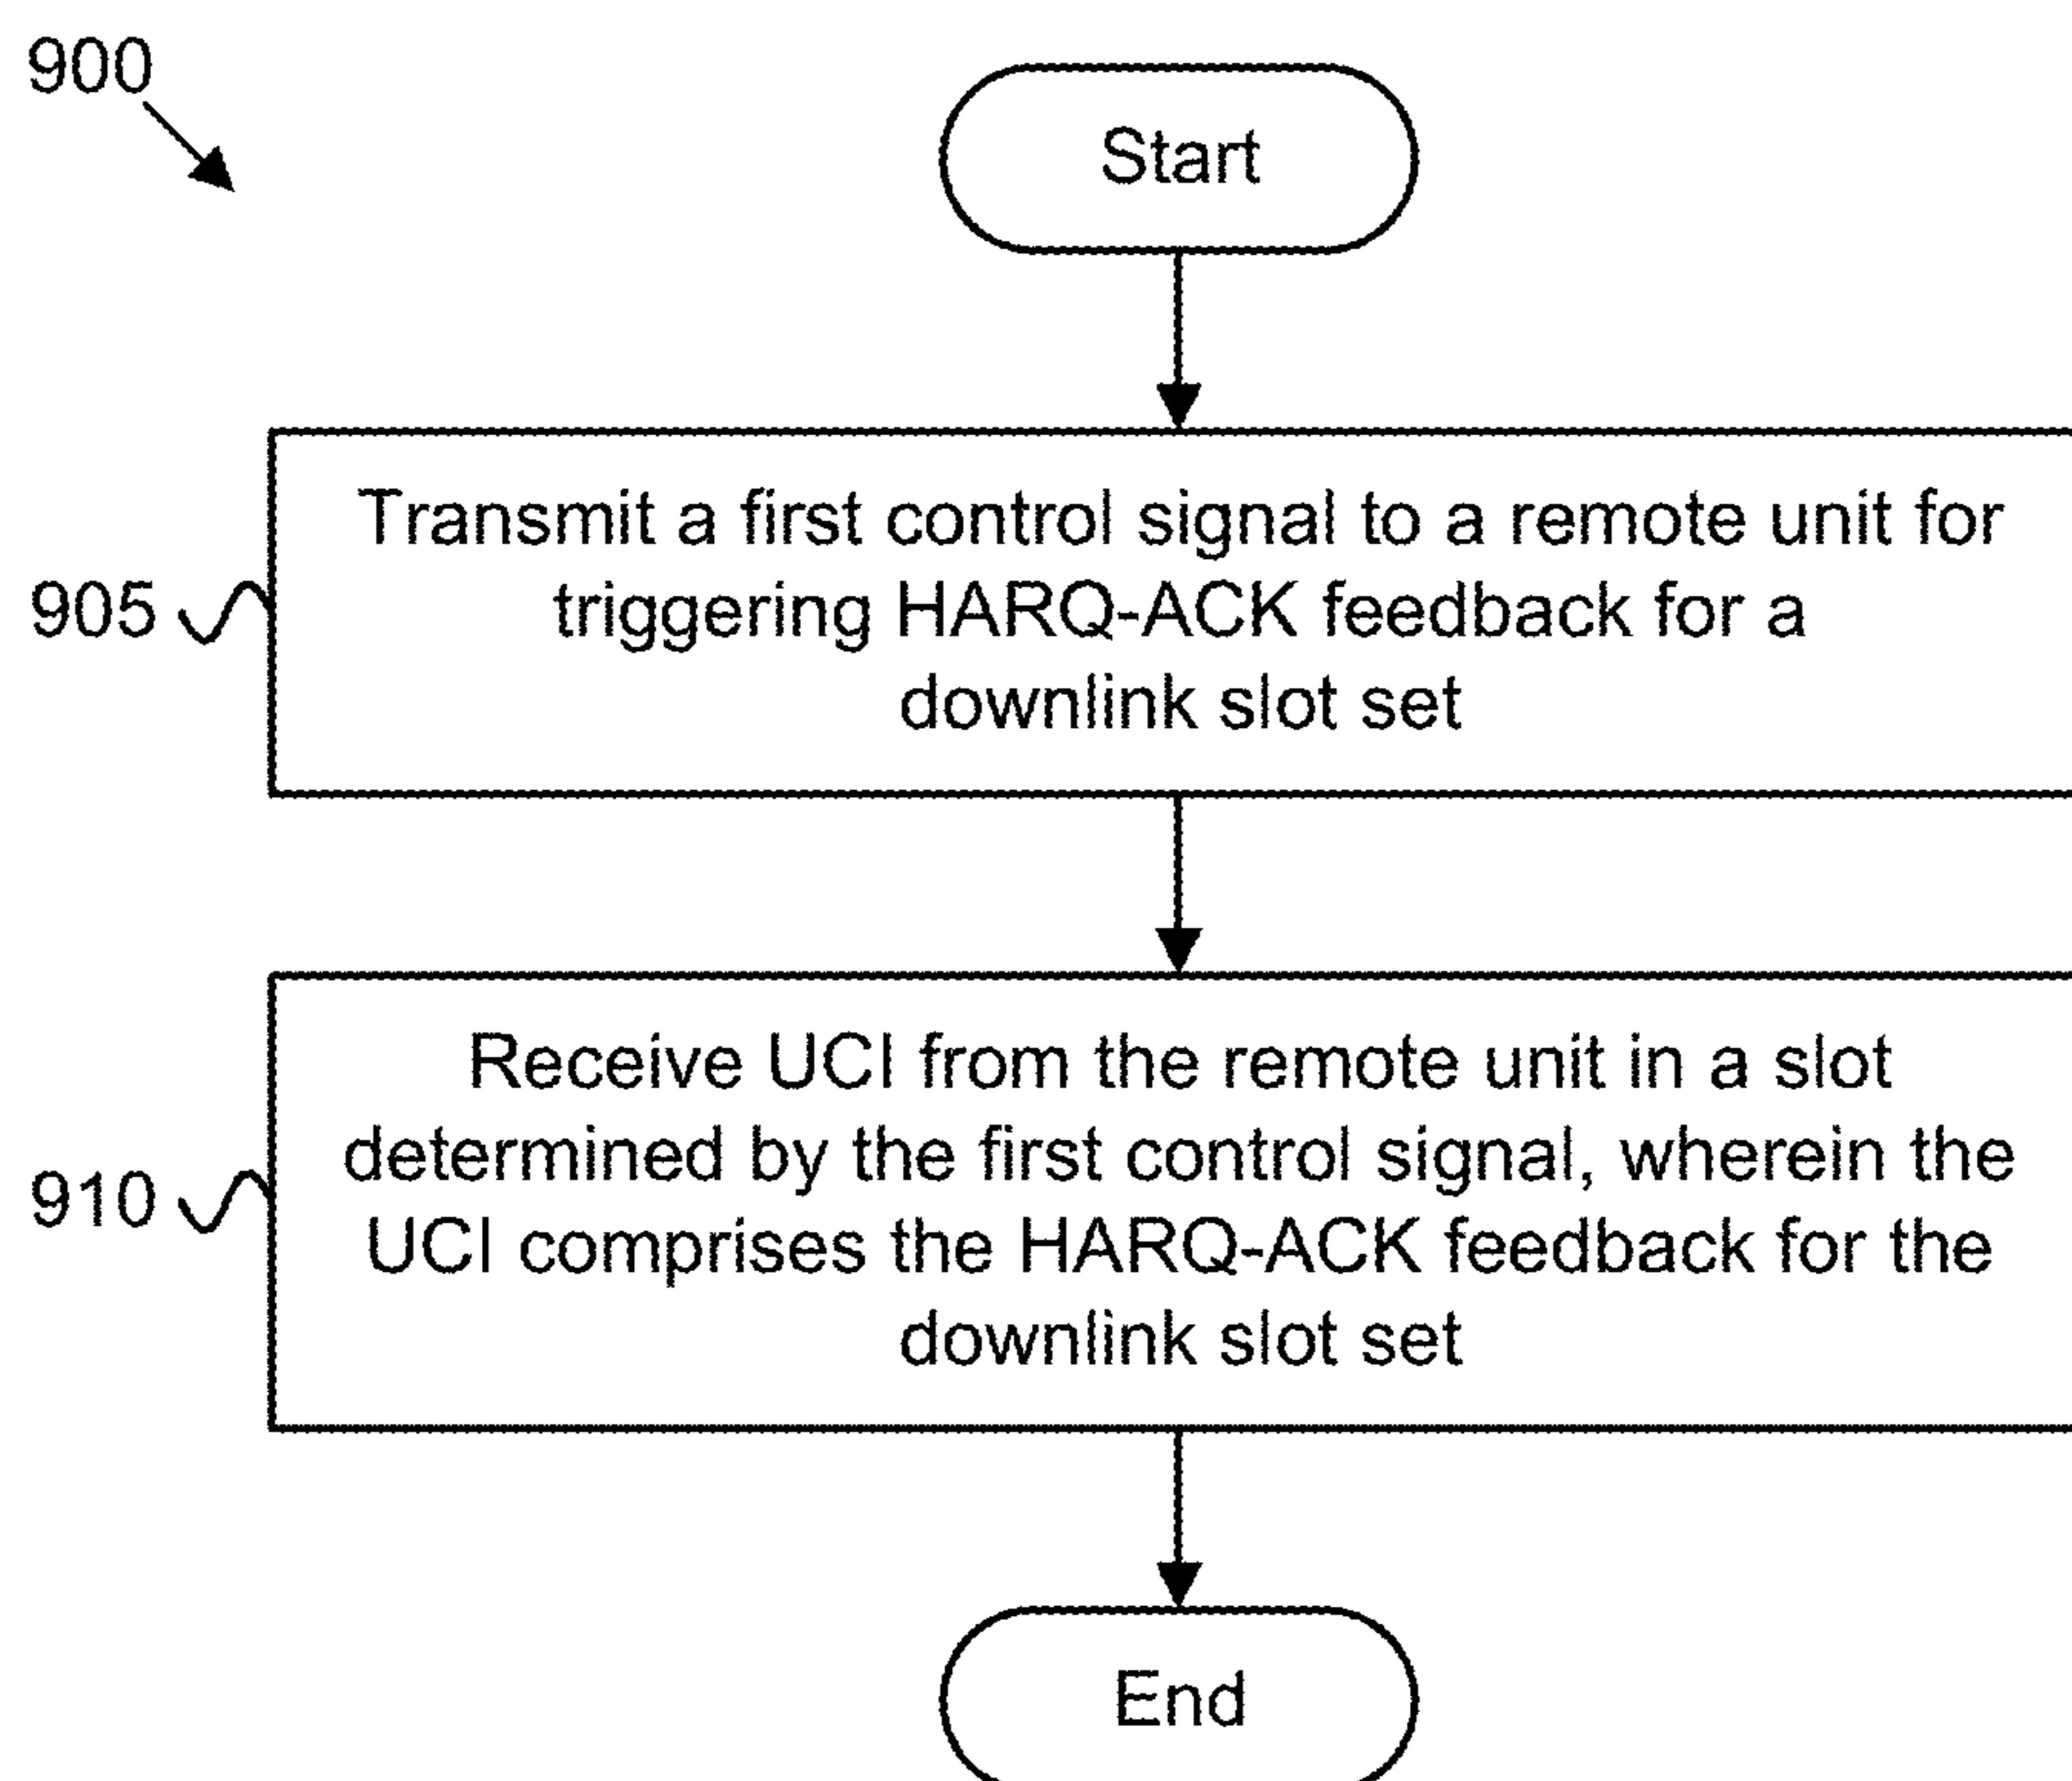 900
Start
905
Transmit a first control signal to a remote unit for
triggering HARQ-ACK feedback for a
downlink slot set
910
Receive UCI from the remote unit in a slot
determined by the first control signal, wherein the
UCI comprises the HARQ-ACK feedback for the
downlink slot set
End